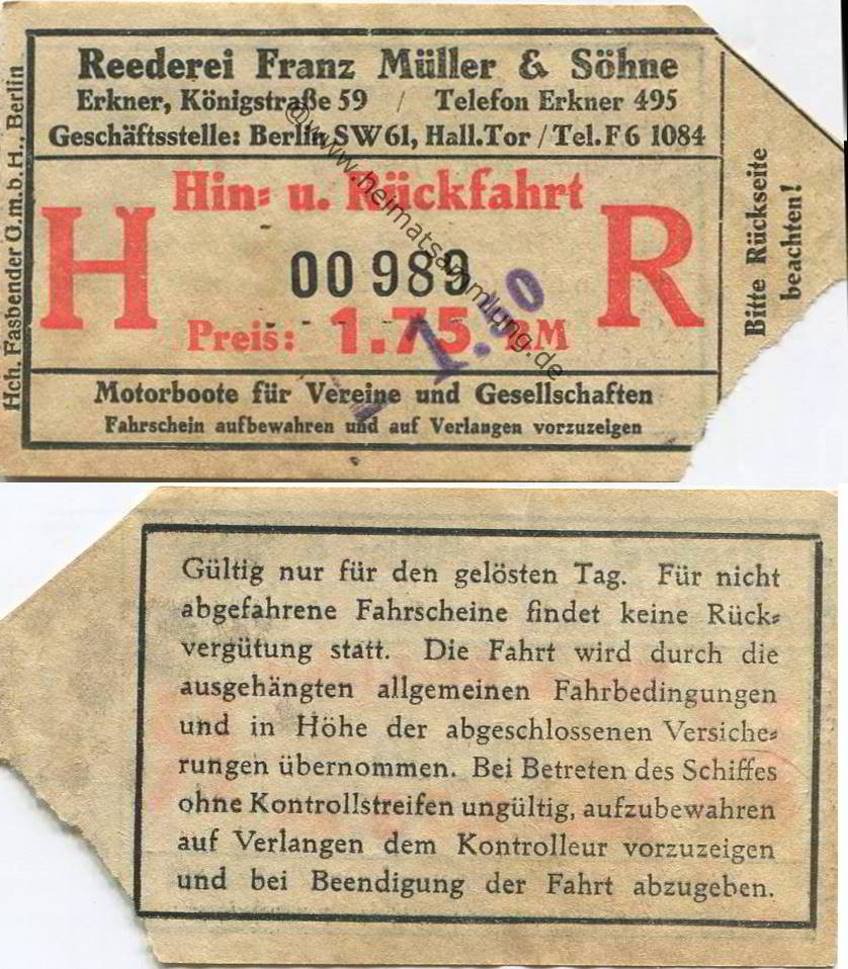 Reederei Franz Müller & Söhne
Erkner, Königstraße 59 / Telefon Erkner 495
Geschäftsstelle: Berlin SW 61, Hall. Tor / Tel. F 6 1084
Hin- u. Rückfahrt
H R
00 989
Preis: 1.75 RM
1.50
Motorboote für Vereine und Gesellschaften
Fahrschein aufbewahren und auf Verlangen vorzuzeigen
Hch. Fasbender G.m.b.H., Berlin
Bitte Rückseite
beachten!
©www.heimatsammlung.de
Gültig nur für den gelösten Tag. Für nicht
abgefahrene Fahrscheine findet keine Rück-
vergütung statt. Die Fahrt wird durch die
ausgehängten allgemeinen Fahrbedingungen
und in Höhe der abgeschlossenen Versiche-
rungen übernommen. Bei Betreten des Schiffes
ohne Kontrollstreifen ungültig, aufzubewahren
auf Verlangen dem Kontrolleur vorzuzeigen
und bei Beendigung der Fahrt abzugeben.